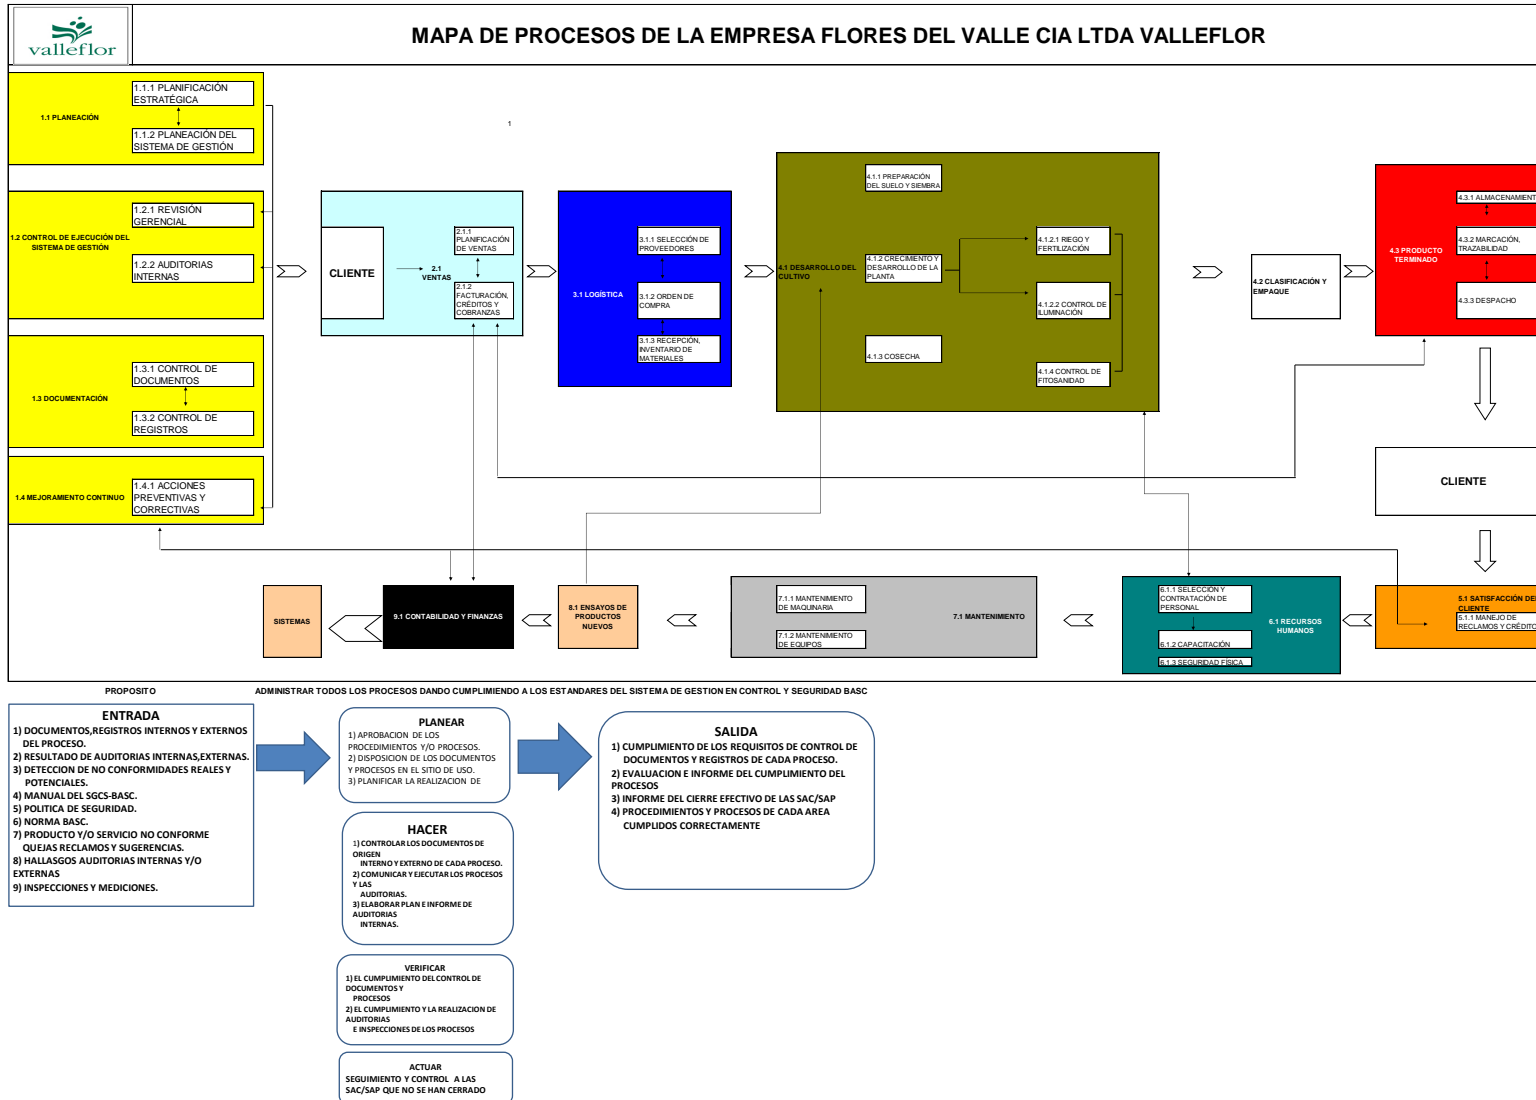 valleflor
MAPA DE PROCESOS DE LA EMPRESA FLORES DEL VALLE CIA LTDA VALLEFLOR
1.1 PLANEACIÓN
1.1.1 PLANIFICACIÓN
ESTRATÉGICA
1.1.2 PLANEACIÓN DEL
SISTEMA DE GESTIÓN
1
1.2 CONTROL DE EJECUCIÓN DEL
SISTEMA DE GESTIÓN
1.2.1 REVISIÓN
GERENCIAL
1.2.2 AUDITORIAS
INTERNAS
1.3 DOCUMENTACIÓN
1.3.1 CONTROL DE
DOCUMENTOS
1.3.2 CONTROL DE
REGISTROS
1.4 MEJORAMIENTO CONTINUO
1.4.1 ACCIONES
PREVENTIVAS Y
CORRECTIVAS
CLIENTE
2.1
VENTAS
2.1.1
PLANIFICACIÓN
DE VENTAS
2.1.2
FACTURACIÓN,
CRÉDITOS Y
COBRANZAS
3.1 LOGÍSTICA
3.1.1 SELECCIÓN DE
PROVEEDORES
3.1.2 ORDEN DE
COMPRA
3.1.3 RECEPCIÓN,
INVENTARIO DE
MATERIALES
4.1 DESARROLLO DEL
CULTIVO
4.1.1 PREPARACIÓN
DEL SUELO Y SIEMBRA
4.1.2 CRECIMIENTO Y
DESARROLLO DE LA
PLANTA
4.1.3 COSECHA
4.1.2.1 RIEGO Y
FERTILIZACIÓN
4.1.2.2 CONTROL DE
ILUMINACIÓN
4.1.4 CONTROL DE
FITOSANIDAD
4.2 CLASIFICACIÓN Y
EMPAQUE
4.3 PRODUCTO
TERMINADO
4.3.1 ALMACENAMIENT
4.3.2 MARCACIÓN,
TRAZABILIDAD
4.3.3 DESPACHO
CLIENTE
SISTEMAS
9.1 CONTABILIDAD Y FINANZAS
8.1 ENSAYOS DE
PRODUCTOS
NUEVOS
7.1.1 MANTENIMIENTO
DE MAQUINARIA
7.1.2 MANTENIMIENTO
DE EQUIPOS
7.1 MANTENIMIENTO
6.1.1 SELECCIÓN Y
CONTRATACIÓN DE
PERSONAL
6.1.2 CAPACITACIÓN
6.1.3 SEGURIDAD FÍSICA
6.1 RECURSOS
HUMANOS
5.1 SATISFACCIÓN DEL
CLIENTE
5.1.1 MANEJO DE
RECLAMOS Y CRÉDITO
PROPOSITO
ADMINISTRAR TODOS LOS PROCESOS DANDO CUMPLIMIENDO A LOS ESTANDARES DEL SISTEMA DE GESTION EN CONTROL Y SEGURIDAD BASC
ENTRADA
1) DOCUMENTOS,REGISTROS INTERNOS Y EXTERNOS
DEL PROCESO.
2) RESULTADO DE AUDITORIAS INTERNAS,EXTERNAS.
3) DETECCION DE NO CONFORMIDADES REALES Y
POTENCIALES.
4) MANUAL DEL SGCS-BASC.
5) POLITICA DE SEGURIDAD.
6) NORMA BASC.
7) PRODUCTO Y/O SERVICIO NO CONFORME
QUEJAS RECLAMOS Y SUGERENCIAS.
8) HALLASGOS AUDITORIAS INTERNAS Y/O
EXTERNAS
9) INSPECCIONES Y MEDICIONES.
PLANEAR
1) APROBACION DE LOS
PROCEDIMIENTOS Y/O PROCESOS.
2) DISPOSICION DE LOS DOCUMENTOS
Y PROCESOS EN EL SITIO DE USO.
3) PLANIFICAR LA REALIZACION DE
HACER
1) CONTROLAR LOS DOCUMENTOS DE
ORIGEN
INTERNO Y EXTERNO DE CADA PROCESO.
2) COMUNICAR Y EJECUTAR LOS PROCESOS
Y LAS
AUDITORIAS.
3) ELABORAR PLAN E INFORME DE
AUDITORIAS
INTERNAS.
VERIFICAR
1) EL CUMPLIMIENTO DEL CONTROL DE
DOCUMENTOS Y
PROCESOS
2) EL CUMPLIMIENTO Y LA REALIZACION DE
AUDITORIAS
E INSPECCIONES DE LOS PROCESOS
ACTUAR
SEGUIMIENTO Y CONTROL A LAS
SAC/SAP QUE NO SE HAN CERRADO
SALIDA
1) CUMPLIMIENTO DE LOS REQUISITOS DE CONTROL DE
DOCUMENTOS Y REGISTROS DE CADA PROCESO.
2) EVALUACION E INFORME DEL CUMPLIMIENTO DEL
PROCESOS
3) INFORME DEL CIERRE EFECTIVO DE LAS SAC/SAP
4) PROCEDIMIENTOS Y PROCESOS DE CADA AREA
CUMPLIDOS CORRECTAMENTE